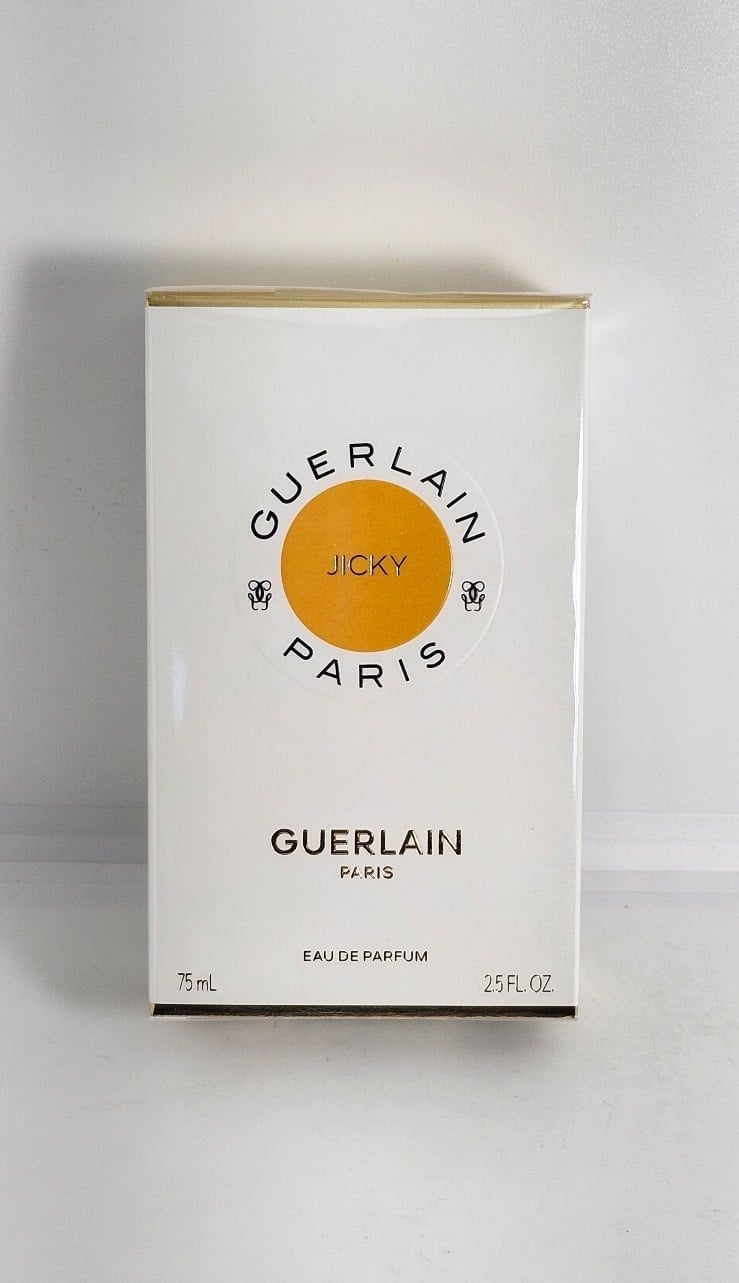 GUERLAIN
JICKY
PARIS
GUERLAIN
PARIS
EAU DE PARFUM
75 mL 2.5 FL. OZ.